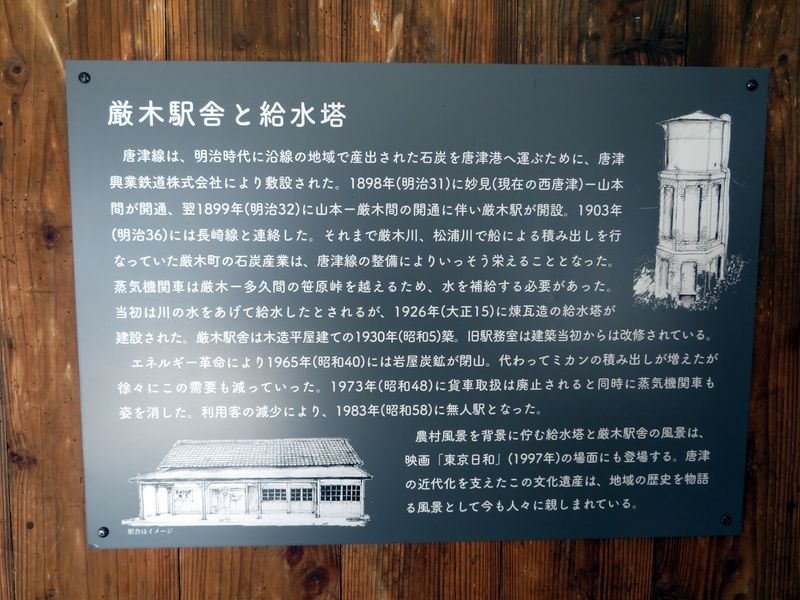 厳木駅舎と給水塔
唐津線は、明治時代に沿線の地域で産出された石炭を唐津港へ運ぶために、唐津
興業鉄道株式会社により敷設された。1898年(明治31)に妙見(現在の西唐津)ー山本
間が開通、翌1899年(明治32)に山本ー厳木間の開通に伴い厳木駅が開設。1903年
(明治36)には長崎線と連絡した。それまで厳木川、松浦川で船による積み出しを行
なっていた厳木町の石炭産業は、唐津線の整備によりいっそう栄えることとなった。
蒸気機関車は厳木ー多久間の笹原峠を越えるため、水を補給する必要があった。
当初は川の水をあげて給水したとされるが、1926年(大正15)に煉瓦造の給水塔が
建設された。厳木駅舎は木造平屋建ての1930年(昭和5)築。旧駅務室は建築当初からは改修されている。
エネルギー革命により1965年(昭和40)には岩屋炭鉱が閉山。代わってミカンの積み出しが増えたが
徐々にこの需要も減っていった。1973年(昭和48)に貨車取扱は廃止されると同時に蒸気機関車も
姿を消した。利用客の減少により、1983年(昭和58)に無人駅となった。
農村風景を背景に佇む給水塔と厳木駅舎の風景は、
映画「東京日和」(1997年)の場面にも登場する。唐津
の近代化を支えたこの文化遺産は、地域の歴史を物語
る風景として今も人々に親しまれている。
駅舎はイメージ